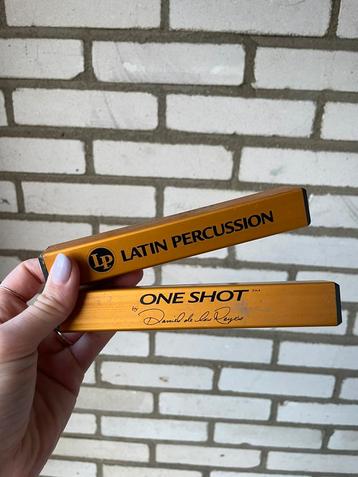 LP LATIN PERCUSSION
ONE SHOT™
by Daniel de los Reyes